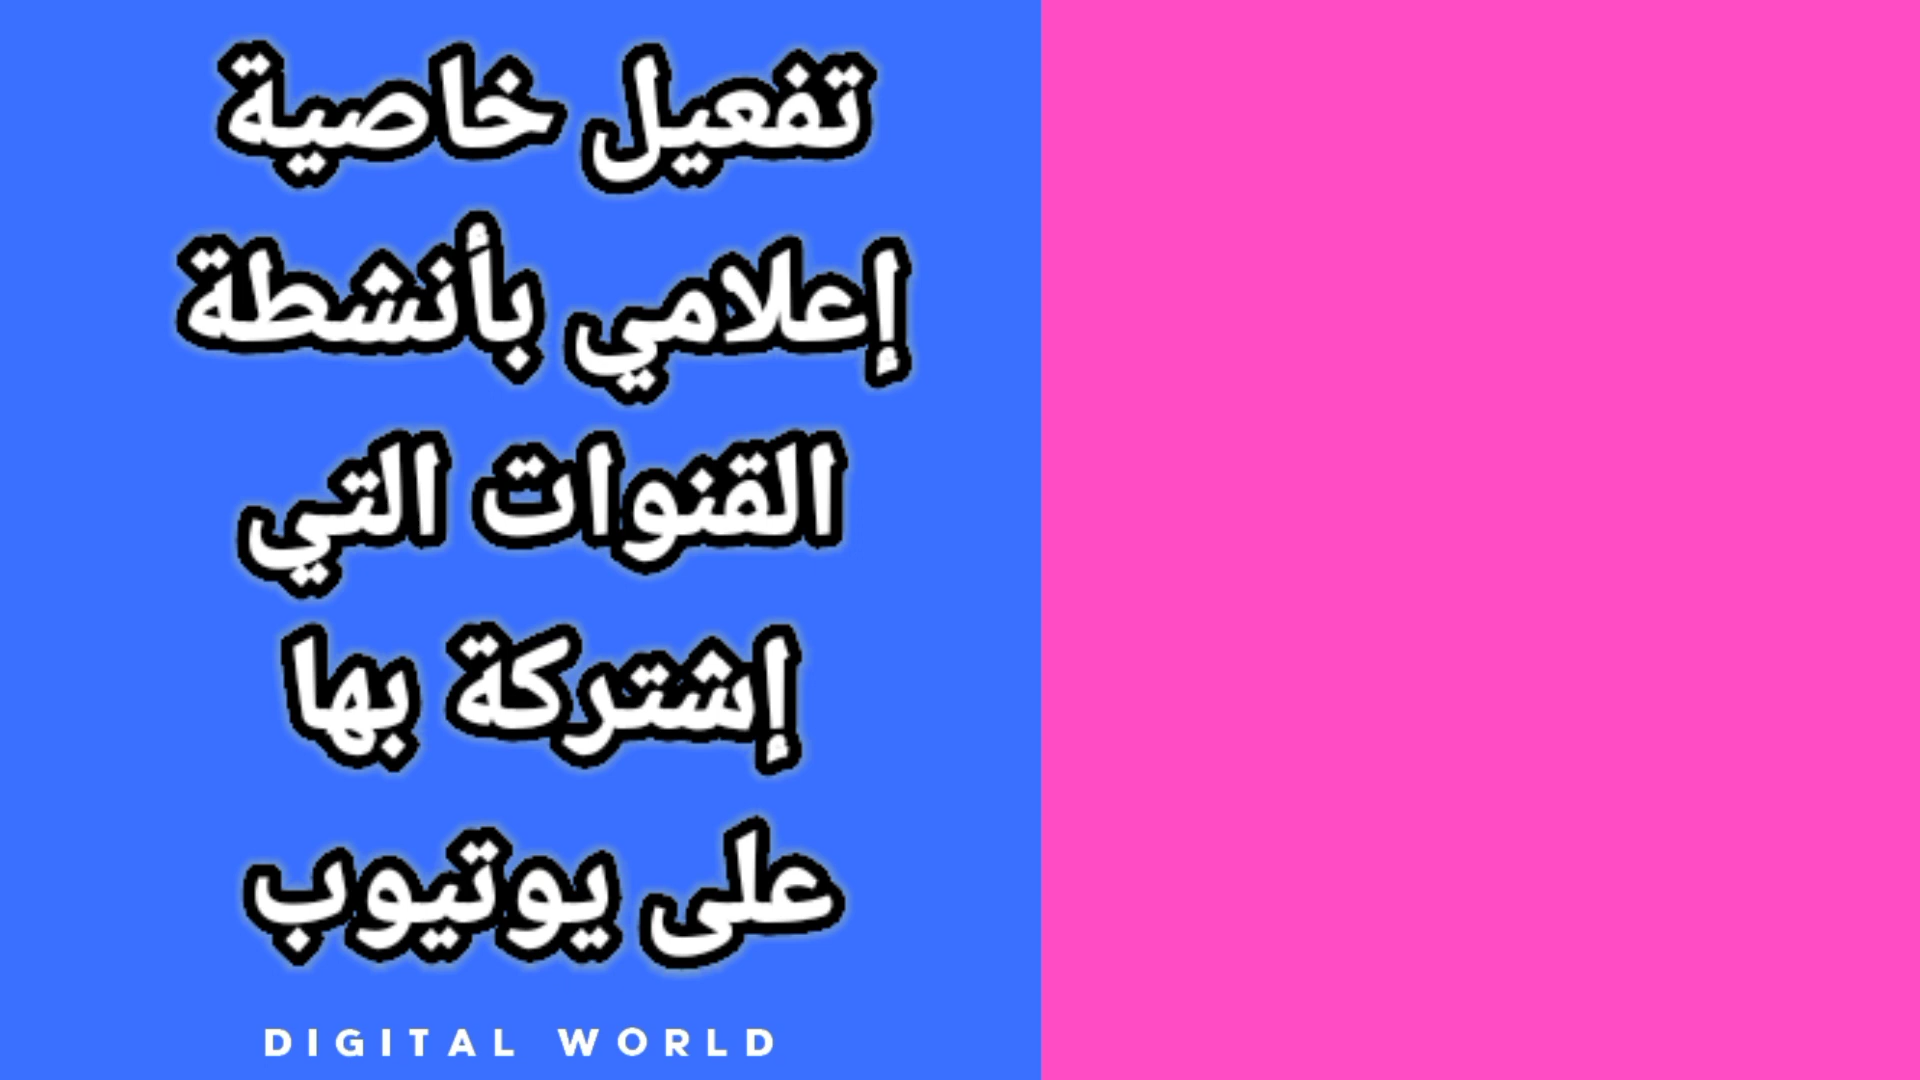 تفعيل خاصية
إعلامي بأنشطة
القنوات التي
إشتركة بها
على يوتيوب
DIGITAL WORLD